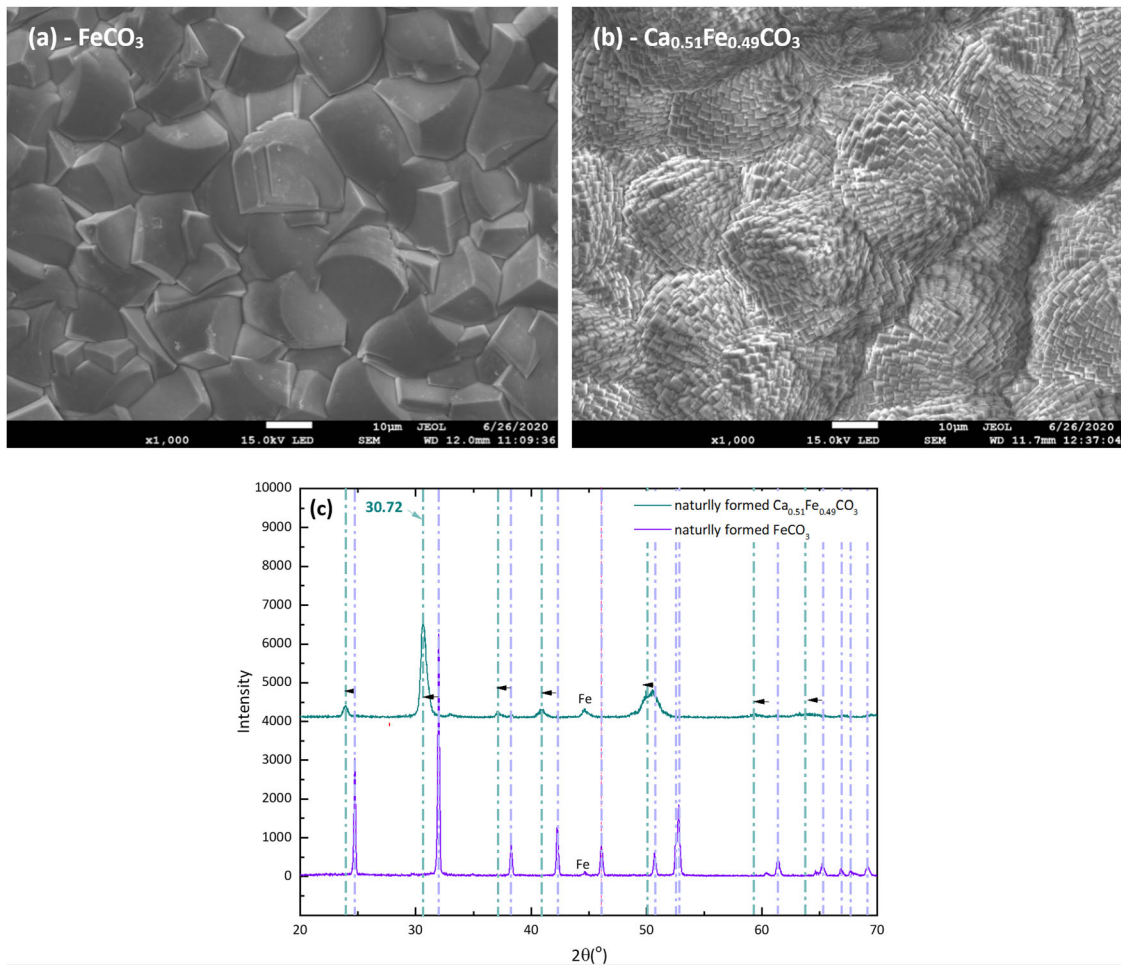 (a) - FeCO₃
10μm JEOL 6/26/2020
x1,000 15.0kV LED SEM WD 12.0mm 11:09:36
(b) - Ca₀.₅₁Fe₀.₄₉CO₃
10μm JEOL 6/26/2020
x1,000 15.0kV LED SEM WD 11.7mm 12:37:04
(c)
30.72
naturlly formed Ca₀.₅₁Fe₀.₄₉CO₃
naturlly formed FeCO₃
Fe
Fe
10000
9000
8000
7000
6000
5000
4000
3000
2000
1000
0
Intensity
20 30 40 50 60 70
2θ(°)